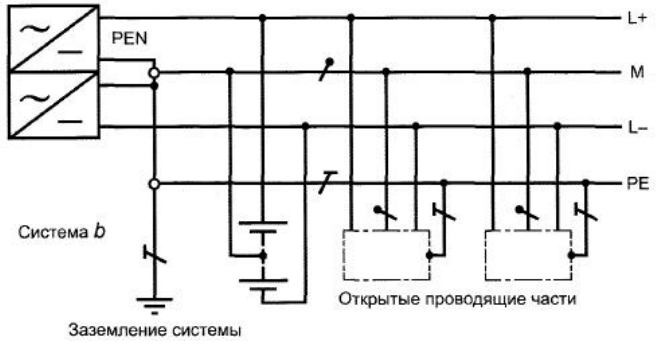 L+
PEN
M
L–
PE
Система b
Открытые проводящие части
Заземление системы